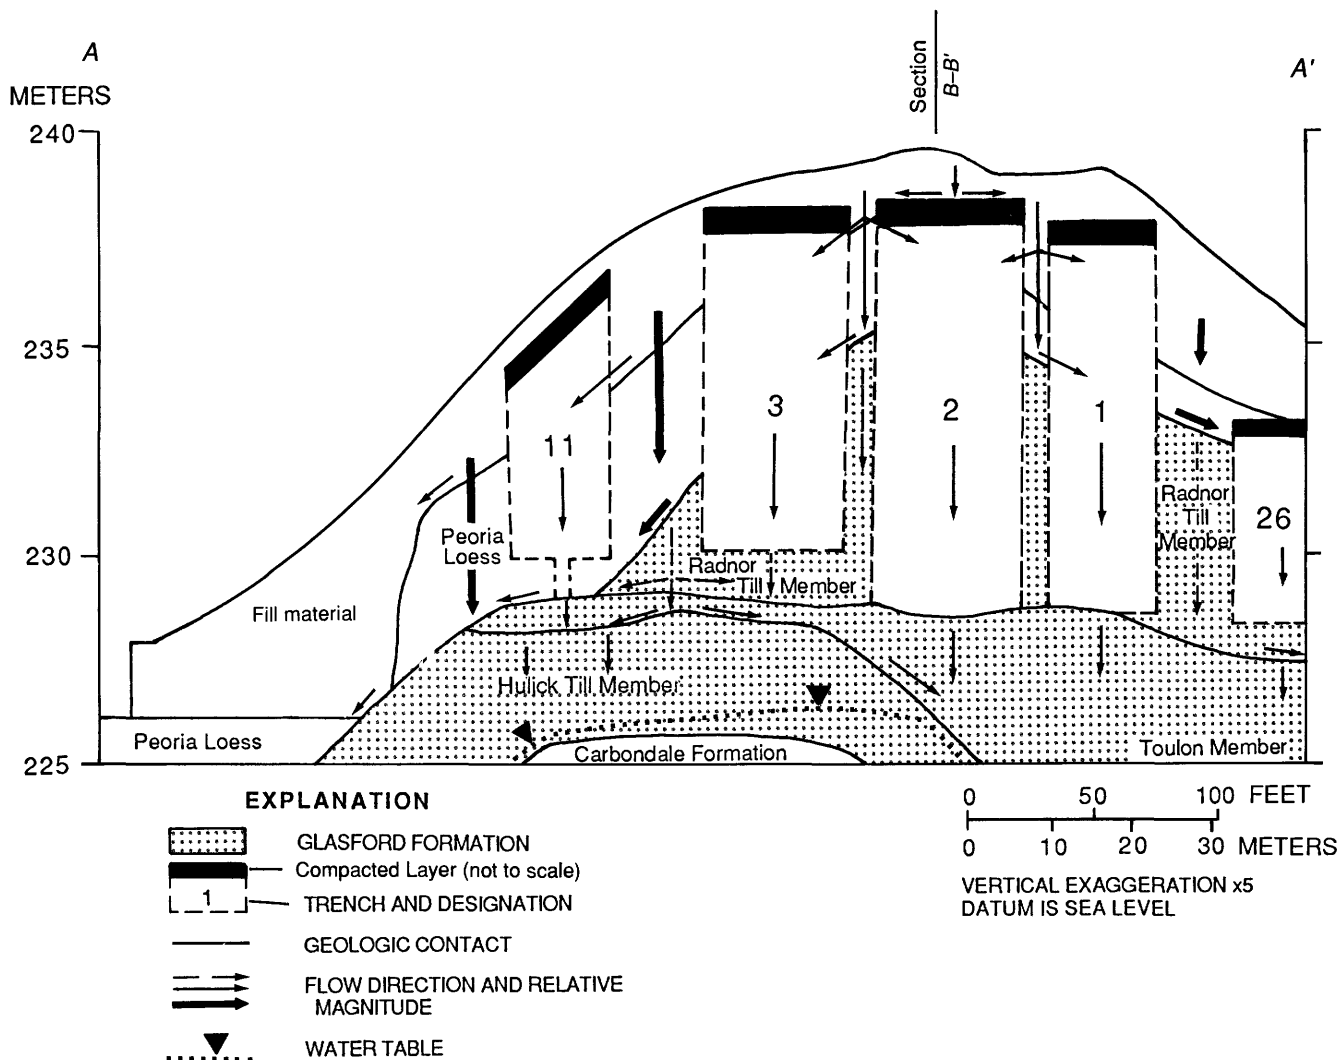 A
METERS
240
235
230
225
Section
B-B'
A'
11
3
2
1
26
Peoria
Loess
Radnor
Till Member
Radnor
Till
Member
Fill material
Hulick Till Member
Peoria Loess
Carbondale Formation
Toulon Member
EXPLANATION
GLASFORD FORMATION
Compacted Layer (not to scale)
1
TRENCH AND DESIGNATION
GEOLOGIC CONTACT
FLOW DIRECTION AND RELATIVE
MAGNITUDE
WATER TABLE
0 50 100 FEET
0 10 20 30 METERS
VERTICAL EXAGGERATION x5
DATUM IS SEA LEVEL